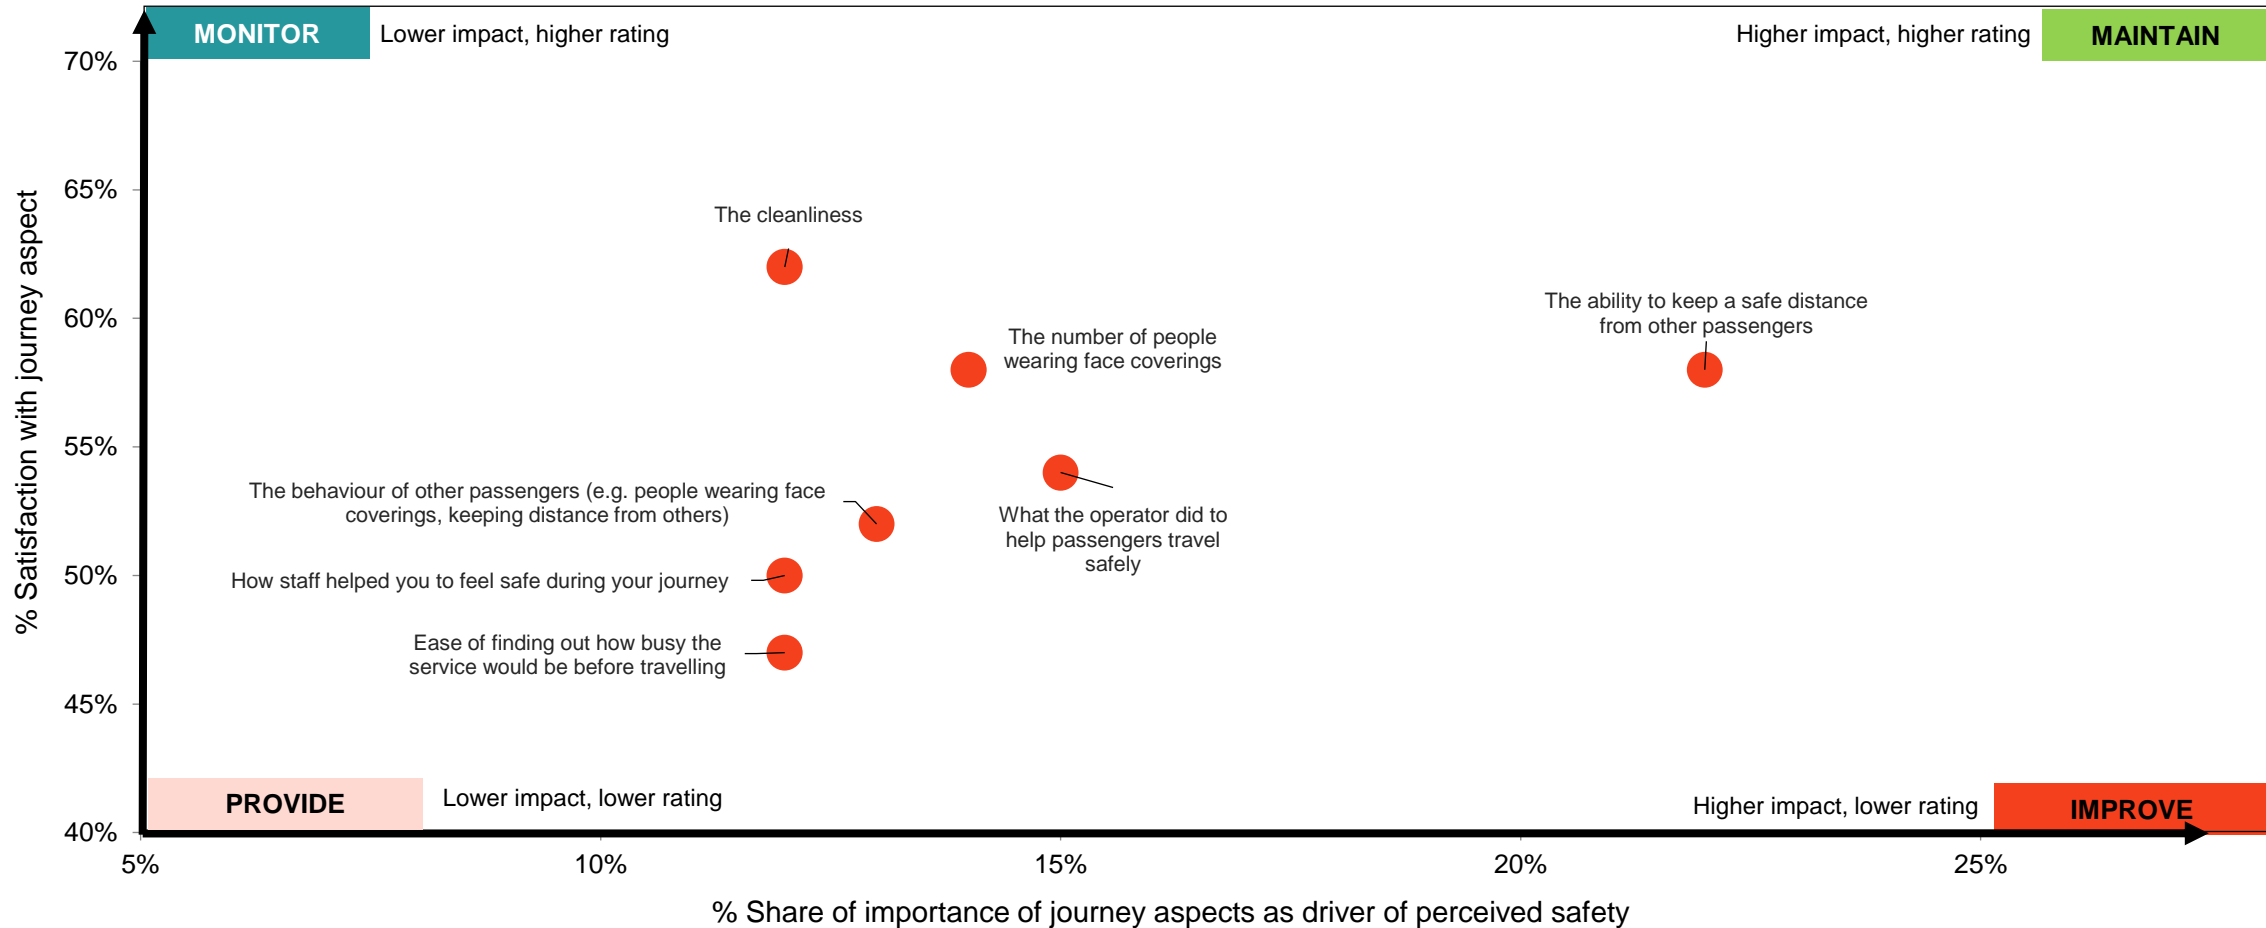 MONITOR
Lower impact, higher rating
Higher impact, higher rating
MAINTAIN
70%
65%
60%
55%
50%
45%
40%
% Satisfaction with journey aspect
The cleanliness
The number of people
wearing face coverings
The ability to keep a safe distance
from other passengers
The behaviour of other passengers (e.g. people wearing face
coverings, keeping distance from others)
What the operator did to
help passengers travel
safely
How staff helped you to feel safe during your journey
Ease of finding out how busy the
service would be before travelling
PROVIDE
Lower impact, lower rating
Higher impact, lower rating
IMPROVE
5%
10%
15%
20%
25%
% Share of importance of journey aspects as driver of perceived safety